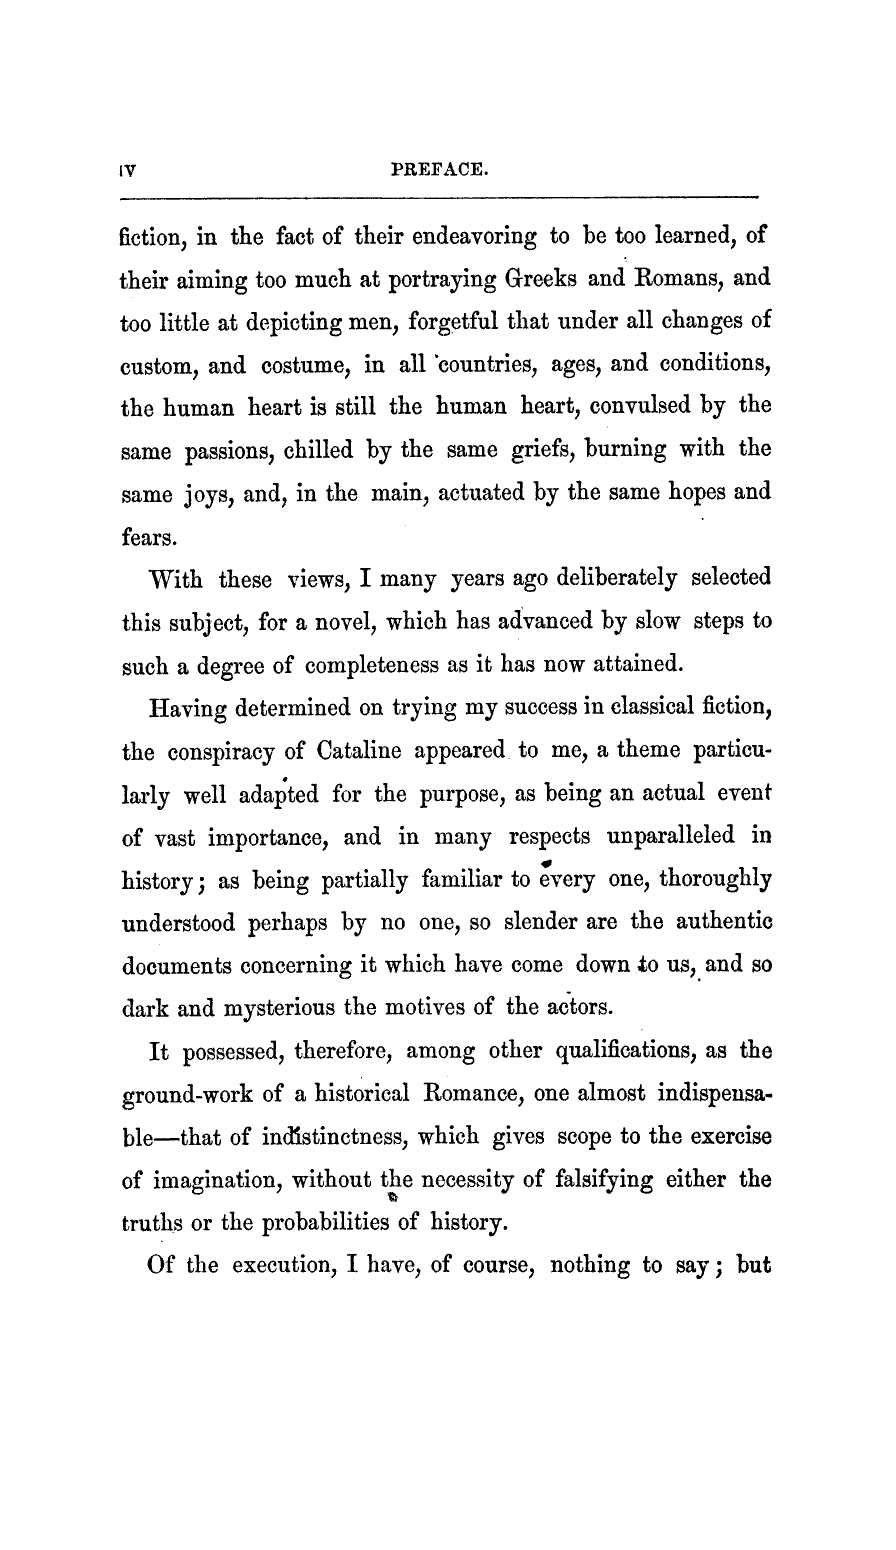 IV PREFACE.
fiction, in the fact of their endeavoring to be too learned, of
their aiming too much at portraying Greeks and Romans, and
too little at depicting men, forgetful that under all changes of
custom, and costume, in all countries, ages, and conditions,
the human heart is still the human heart, convulsed by the
same passions, chilled by the same griefs, burning with the
same joys, and, in the main, actuated by the same hopes and
fears.
With these views, I many years ago deliberately selected
this subject, for a novel, which has advanced by slow steps to
such a degree of completeness as it has now attained.
Having determined on trying my success in classical fiction,
the conspiracy of Cataline appeared to me, a theme particu-
larly well adapted for the purpose, as being an actual event
of vast importance, and in many respects unparalleled in
history; as being partially familiar to every one, thoroughly
understood perhaps by no one, so slender are the authentic
documents concerning it which have come down to us, and so
dark and mysterious the motives of the actors.
It possessed, therefore, among other qualifications, as the
ground-work of a historical Romance, one almost indispensa-
ble—that of indistinctness, which gives scope to the exercise
of imagination, without the necessity of falsifying either the
truths or the probabilities of history.
Of the execution, I have, of course, nothing to say; but